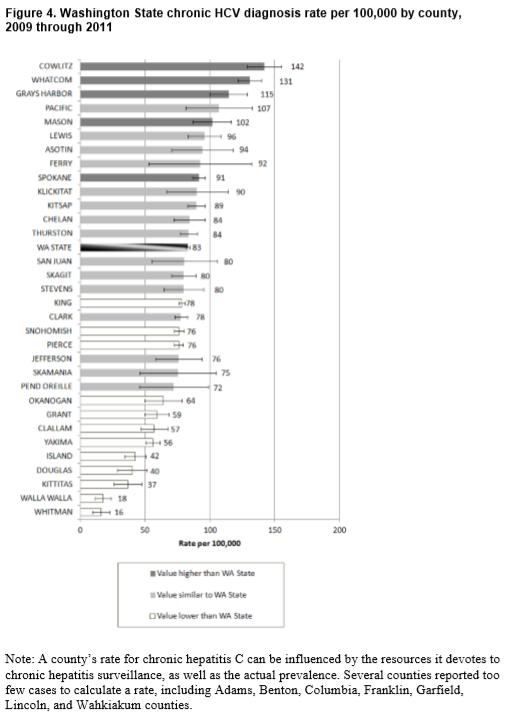 Figure 4. Washington State chronic HCV diagnosis rate per 100,000 by county,
2009 through 2011
COWLITZ 142
WHATCOM 131
GRAYS HARBOR 115
PACIFIC 107
MASON 102
LEWIS 96
ASOTIN 94
FERRY 92
SPOKANE 91
KLICKITAT 90
KITSAP 89
CHELAN 84
THURSTON 84
WA STATE 83
SAN JUAN 80
SKAGIT 80
STEVENS 80
KING 78
CLARK 78
SNOHOMISH 76
PIERCE 76
JEFFERSON 76
SKAMANIA 75
PEND OREILLE 72
OKANOGAN 64
GRANT 59
CLALLAM 57
YAKIMA 56
ISLAND 42
DOUGLAS 40
KITTITAS 37
WALLA WALLA 18
WHITMAN 16
0 50 100 150 200
Rate per 100,000
Value higher than WA State
Value similar to WA State
Value lower than WA State
Note: A county's rate for chronic hepatitis C can be influenced by the resources it devotes to
chronic hepatitis surveillance, as well as the actual prevalence. Several counties reported too
few cases to calculate a rate, including Adams, Benton, Columbia, Franklin, Garfield,
Lincoln, and Wahkiakum counties.